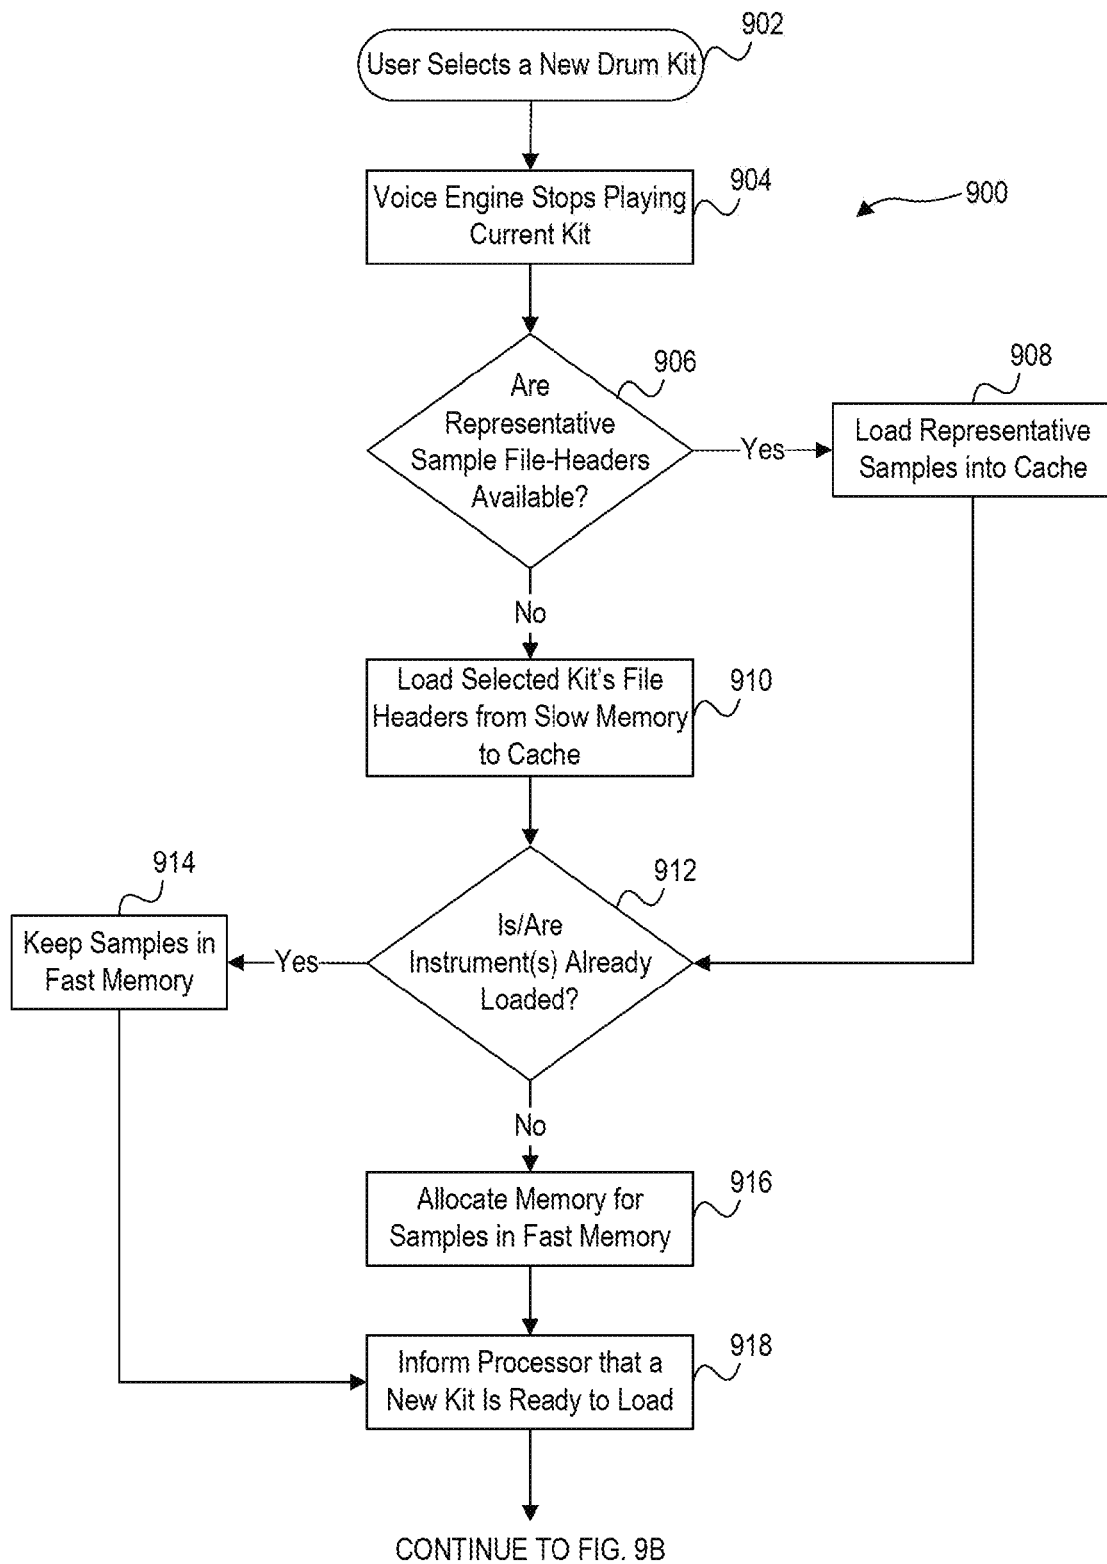 902
User Selects a New Drum Kit
904
Voice Engine Stops Playing
Current Kit
900
906
Are
Representative
Sample File-Headers
Available?
Yes
908
Load Representative
Samples into Cache
No
910
Load Selected Kit's File
Headers from Slow Memory
to Cache
912
Is/Are
Instrument(s) Already
Loaded?
Yes
914
Keep Samples in
Fast Memory
No
916
Allocate Memory for
Samples in Fast Memory
918
Inform Processor that a
New Kit Is Ready to Load
CONTINUE TO FIG. 9B